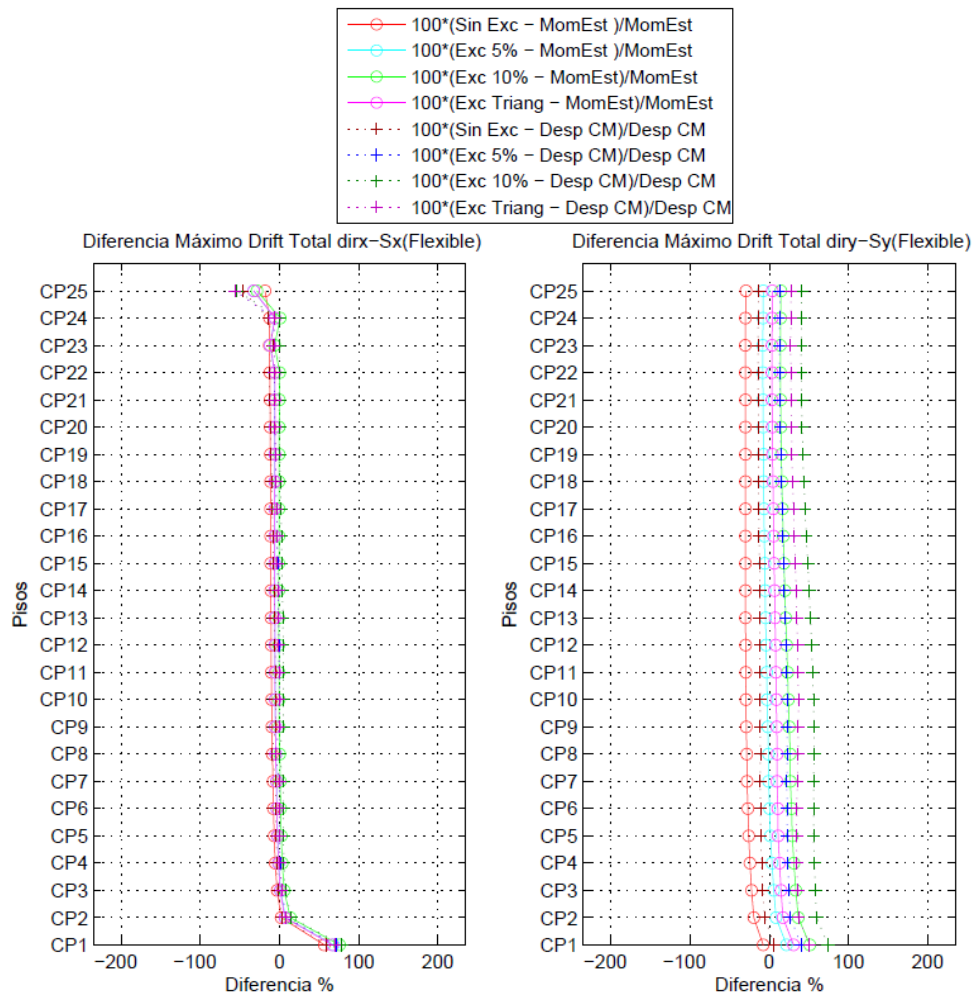 100*(Sin Exc − MomEst )/MomEst
100*(Exc 5% − MomEst )/MomEst
100*(Exc 10% − MomEst)/MomEst
100*(Exc Triang − MomEst)/MomEst
100*(Sin Exc − Desp CM)/Desp CM
100*(Exc 5% − Desp CM)/Desp CM
100*(Exc 10% − Desp CM)/Desp CM
100*(Exc Triang − Desp CM)/Desp CM
Diferencia Máximo Drift Total dirx−Sx(Flexible)
CP25
CP24
CP23
CP22
CP21
CP20
CP19
CP18
CP17
CP16
CP15
CP14
CP13
CP12
CP11
CP10
CP9
CP8
CP7
CP6
CP5
CP4
CP3
CP2
CP1
Pisos
−200 −100 0 100 200
Diferencia %
Diferencia Máximo Drift Total diry−Sy(Flexible)
CP25
CP24
CP23
CP22
CP21
CP20
CP19
CP18
CP17
CP16
CP15
CP14
CP13
CP12
CP11
CP10
CP9
CP8
CP7
CP6
CP5
CP4
CP3
CP2
CP1
Pisos
−200 −100 0 100 200
Diferencia %